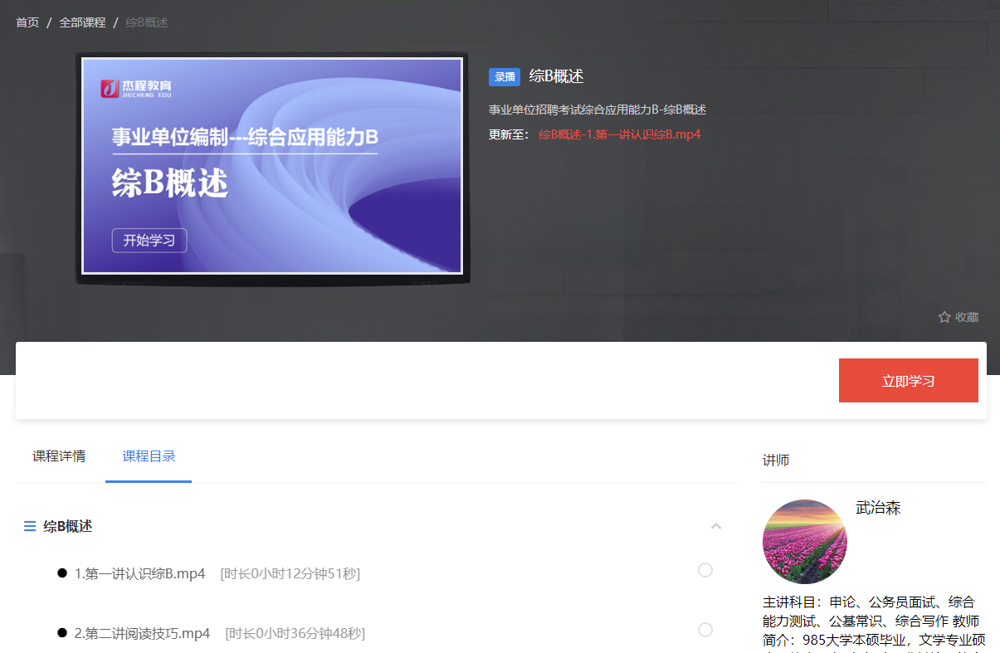 首页 / 全部课程 / 综B概述
杰程教育
JIECHENG EDU
事业单位编制---综合应用能力B
综B概述
开始学习
录播 综B概述
事业单位招聘考试综合应用能力B-综B概述
更新至： 综B概述-1.第一讲认识综B.mp4
收藏
立即学习
课程详情 课程目录
综B概述
1.第一讲认识综B.mp4 [时长0小时12分钟51秒]
2.第二讲阅读技巧.mp4 [时长0小时36分钟48秒]
讲师
武治森
主讲科目：申论、公务员面试、综合
能力测试、公基常识、综合写作 教师
简介：985大学本硕毕业，文学专业硕